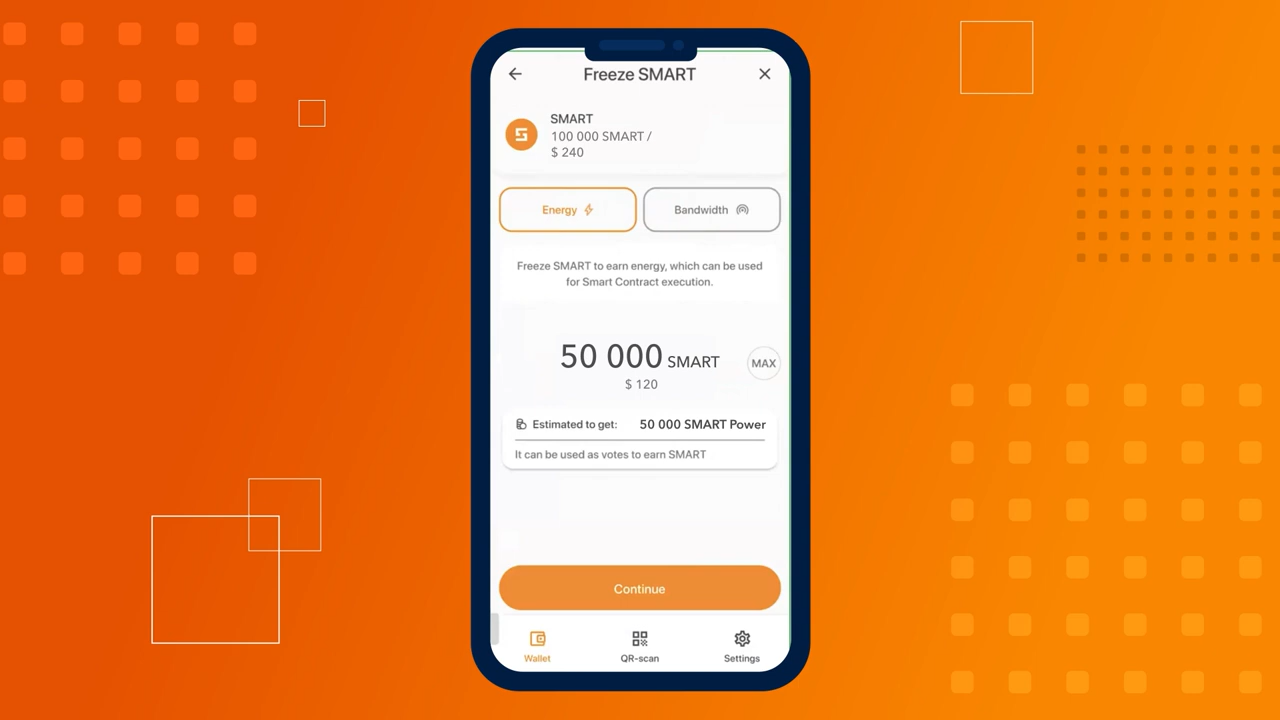 Freeze SMART
SMART
100 000 SMART /
$ 240
Energy
Bandwidth
Freeze SMART to earn energy, which can be used
for Smart Contract execution.
50 000 SMART
MAX
$ 120
Estimated to get: 50 000 SMART Power
It can be used as votes to earn SMART
Continue
Wallet
QR-scan
Settings